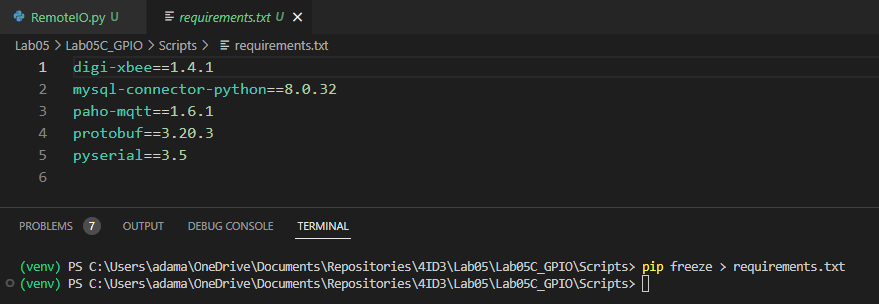 RemoteIO.py U requirements.txt U
Lab05 > Lab05C_GPIO > Scripts > requirements.txt
1 digi-xbee==1.4.1
2 mysql-connector-python==8.0.32
3 paho-mqtt==1.6.1
4 protobuf==3.20.3
5 pyserial==3.5
6
PROBLEMS 7 OUTPUT DEBUG CONSOLE TERMINAL
(venv) PS C:\Users\adama\OneDrive\Documents\Repositories\4ID3\Lab05\Lab05C_GPIO\Scripts> pip freeze > requirements.txt
(venv) PS C:\Users\adama\OneDrive\Documents\Repositories\4ID3\Lab05\Lab05C_GPIO\Scripts>